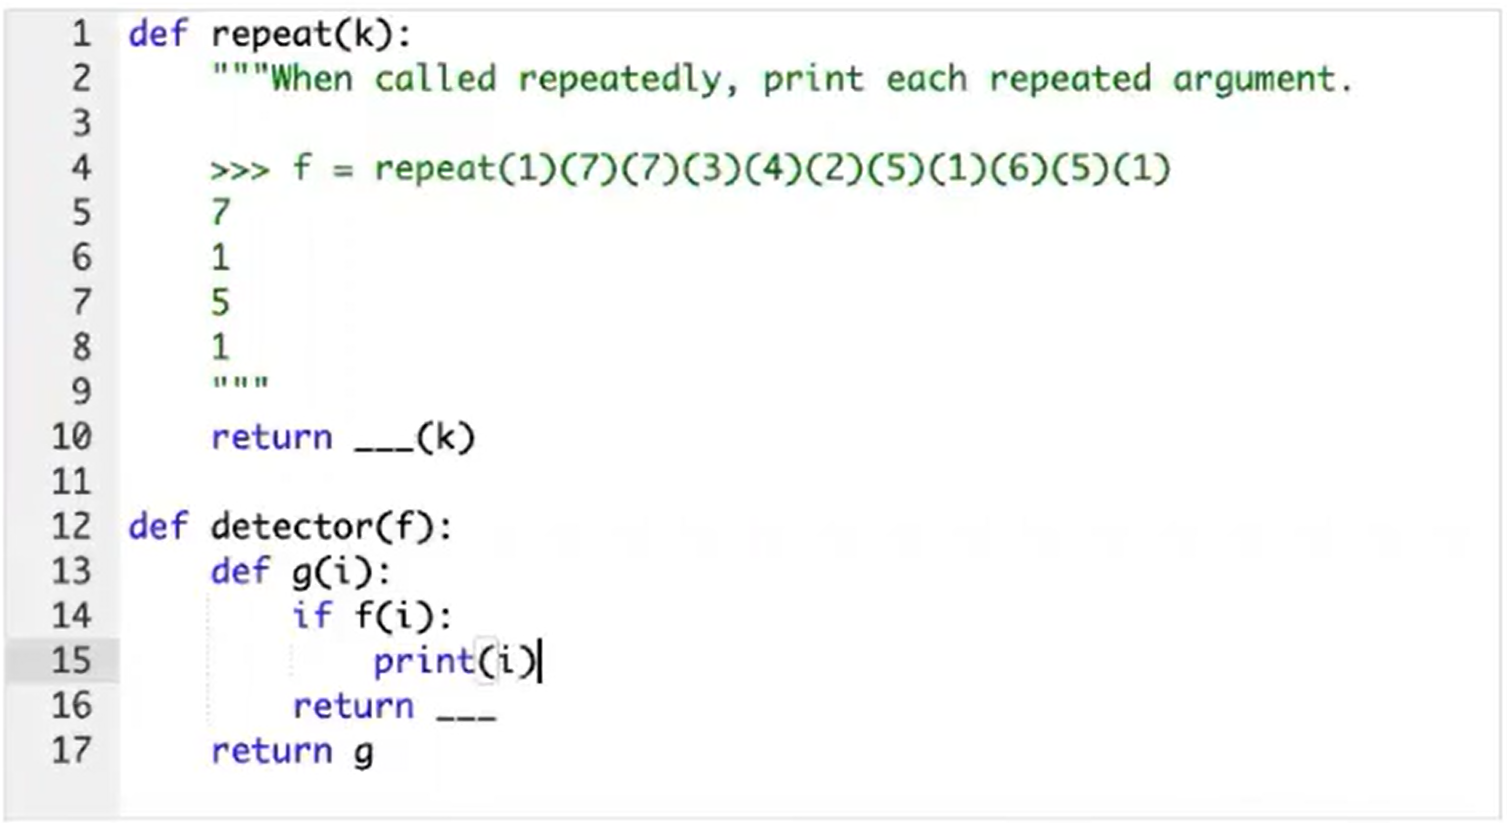 1 def repeat(k):
2 """When called repeatedly, print each repeated argument.
3
4 >>> f = repeat(1)(7)(7)(3)(4)(2)(5)(1)(6)(5)(1)
5 7
6 1
7 5
8 1
9 """
10 return ___(k)
11
12 def detector(f):
13 def g(i):
14 if f(i):
15 print(i)
16 return ___
17 return g